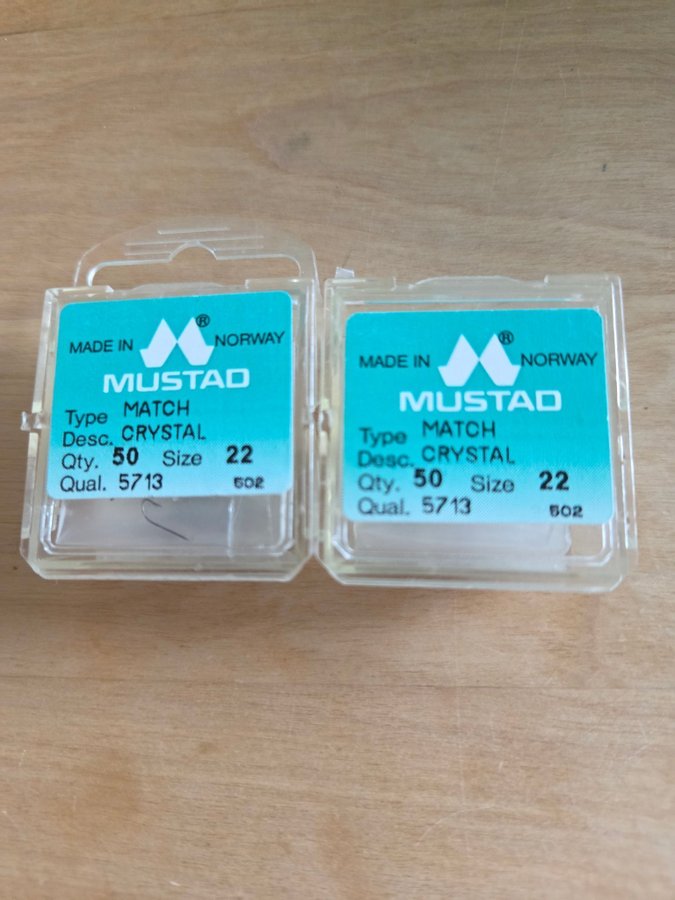 MADE IN ® NORWAY
MUSTAD
Type MATCH
Desc. CRYSTAL
Qty. 50 Size 22
Qual. 5713 502
MADE IN ® NORWAY
MUSTAD
Type MATCH
Desc. CRYSTAL
Qty. 50 Size 22
Qual. 5713 502